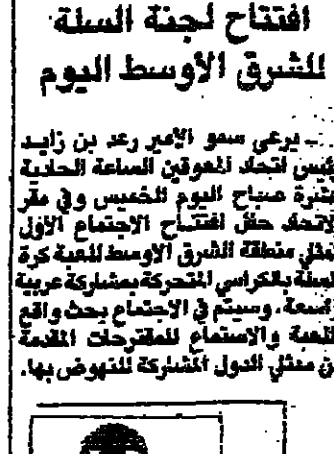 افتتاح لجنة السلة
للشرق الأوسط اليوم
ـ يرعى سمو الأمير رعد بن زايد
رئيس اتحاد المعوقين الساعة الحادية
عشرة صباح اليوم الخميس وفي مقر
الاتحاد حفل افتتاح الاجتماع الأول
لممثلي منطقة الشرق الأوسط للعبة كرة
السلة بالكراسي المتحركة بمشاركة عربية
واسعة. وسيتم في الاجتماع بحث واقع
اللعبة والاستماع للمقترحات المقدمة
من ممثلي الدول المشاركة للنهوض بها.